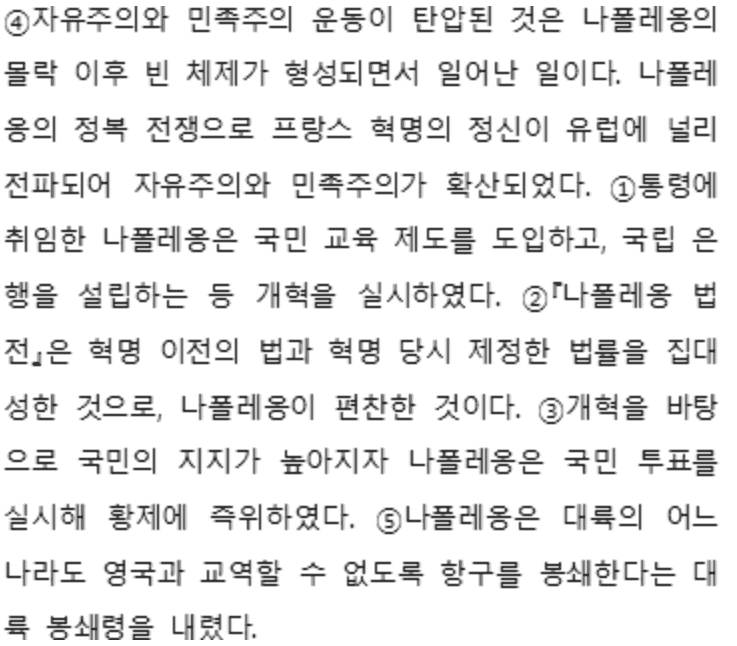 ④자유주의와 민족주의 운동이 탄압된 것은 나폴레옹의
몰락 이후 빈 체제가 형성되면서 일어난 일이다. 나폴레
옹의 정복 전쟁으로 프랑스 혁명의 정신이 유럽에 널리
전파되어 자유주의와 민족주의가 확산되었다. ①통령에
취임한 나폴레옹은 국민 교육 제도를 도입하고, 국립 은
행을 설립하는 등 개혁을 실시하였다. ②『나폴레옹 법
전』은 혁명 이전의 법과 혁명 당시 제정한 법률을 집대
성한 것으로, 나폴레옹이 편찬한 것이다. ③개혁을 바탕
으로 국민의 지지가 높아지자 나폴레옹은 국민 투표를
실시해 황제에 즉위하였다. ⑤나폴레옹은 대륙의 어느
나라도 영국과 교역할 수 없도록 항구를 봉쇄한다는 대
륙 봉쇄령을 내렸다.